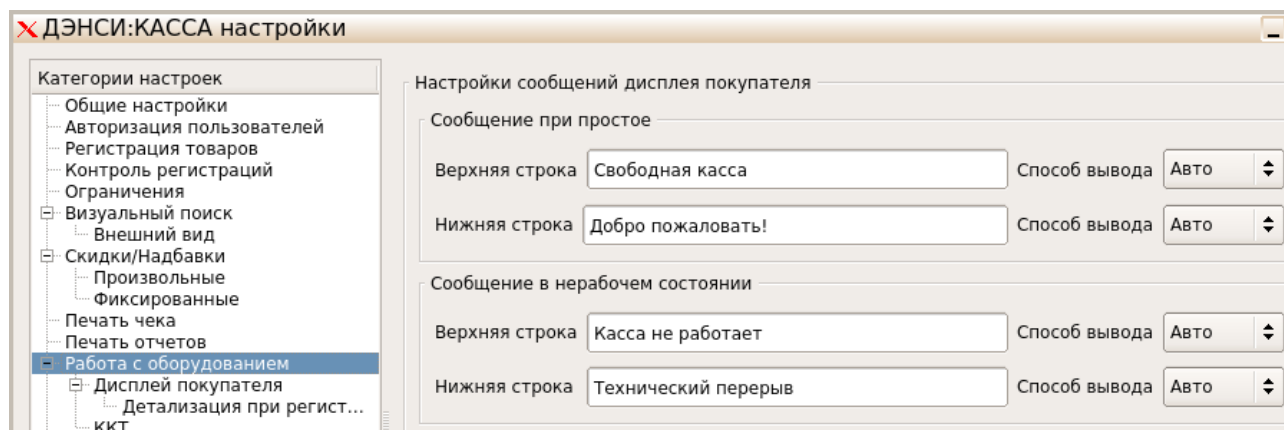 ДЭНСИ:КАССА настройки
Категории настроек
Общие настройки
Авторизация пользователей
Регистрация товаров
Контроль регистраций
Ограничения
Визуальный поиск
Внешний вид
Скидки/Надбавки
Произвольные
Фиксированные
Печать чека
Печать отчетов
Работа с оборудованием
Дисплей покупателя
Детализация при регист...
ККТ
Настройки сообщений дисплея покупателя
Сообщение при простое
Верхняя строка Свободная касса Способ вывода Авто
Нижняя строка Добро пожаловать! Способ вывода Авто
Сообщение в нерабочем состоянии
Верхняя строка Касса не работает Способ вывода Авто
Нижняя строка Технический перерыв Способ вывода Авто